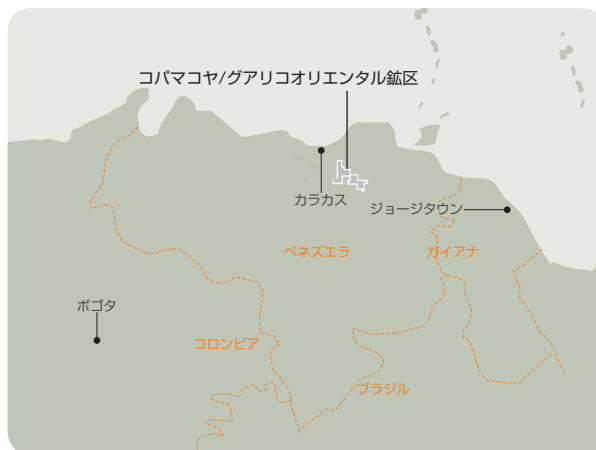 コパマコヤ/グアリコオリエンタル鉱区
カラカス
ジョージタウン
ベネズエラ
ガイアナ
ボゴタ
コロンビア
ブラジル